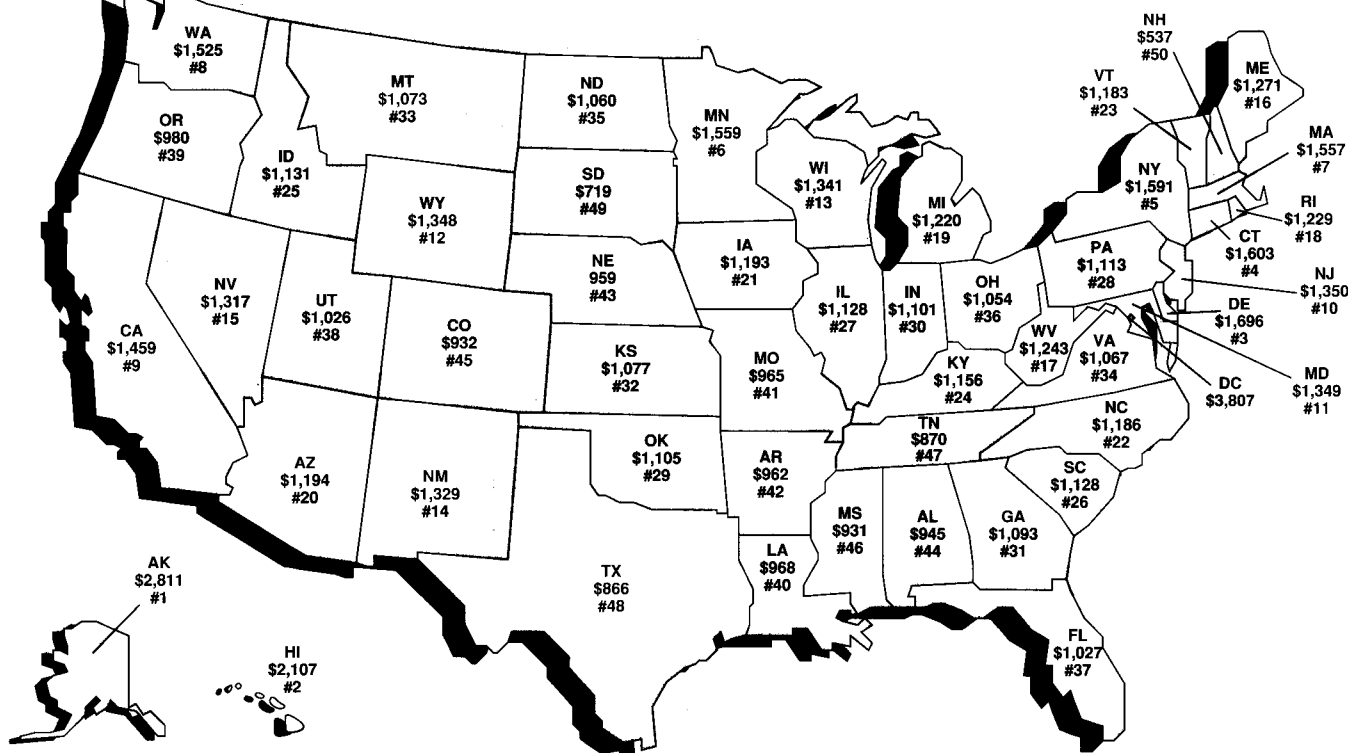 NH
$537
#50
WA
$1,525
#8
VT
$1,183
#23
ME
$1,271
#16
MT
$1,073
#33
ND
$1,060
#35
MN
$1,559
#6
OR
$980
#39
MA
$1,557
#7
ID
$1,131
#25
SD
$719
#49
WI
$1,341
#13
NY
$1,591
#5
WY
$1,348
#12
MI
$1,220
#19
RI
$1,229
#18
CT
$1,603
#4
IA
$1,193
#21
PA
$1,113
#28
NE
959
#43
NJ
$1,350
#10
NV
$1,317
#15
UT
$1,026
#38
IL
$1,128
#27
IN
$1,101
#30
OH
$1,054
#36
DE
$1,696
#3
CA
$1,459
#9
CO
$932
#45
WV
$1,243
#17
VA
$1,067
#34
KS
$1,077
#32
MO
$965
#41
KY
$1,156
#24
DC
$3,807
MD
$1,349
#11
NC
$1,186
#22
TN
$870
#47
OK
$1,105
#29
AZ
$1,194
#20
NM
$1,329
#14
AR
$962
#42
SC
$1,128
#26
MS
$931
#46
AL
$945
#44
GA
$1,093
#31
LA
$968
#40
AK
$2,811
#1
TX
$866
#48
FL
$1,027
#37
HI
$2,107
#2